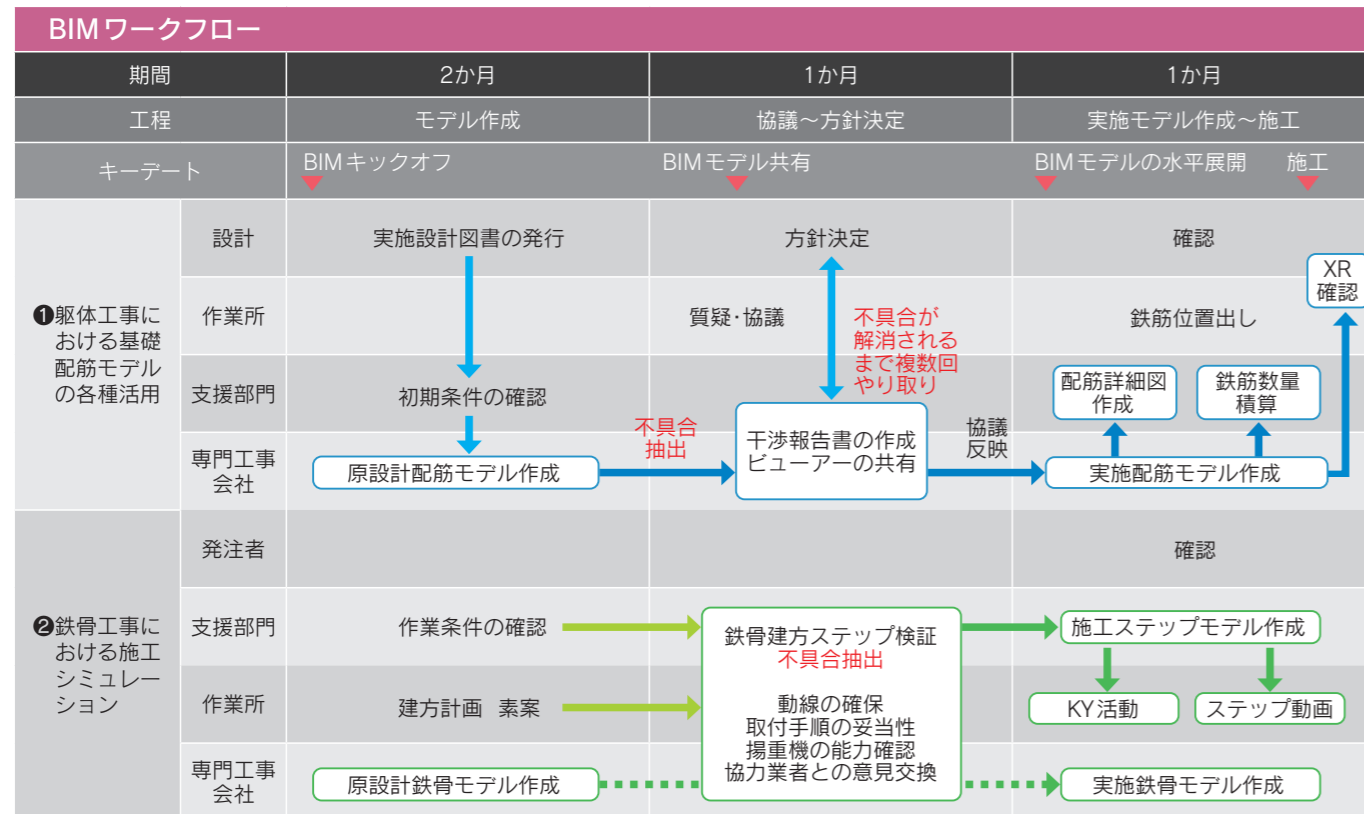 BIMワークフロー
期間
2か月
1か月
1か月
工程
モデル作成
協議〜方針決定
実施モデル作成〜施工
キーデート
BIMキックオフ
BIMモデル共有
BIMモデルの水平展開
施工
❶躯体工事に
おける基礎
配筋モデル
の各種活用
設計
実施設計図書の発行
方針決定
確認
XR
確認
作業所
質疑・協議
不具合が
解消される
まで複数回
やり取り
鉄筋位置出し
支援部門
初期条件の確認
配筋詳細図
作成
鉄筋数量
積算
専門工事
会社
原設計配筋モデル作成
不具合
抽出
干渉報告書の作成
ビューアーの共有
協議
反映
実施配筋モデル作成
❷鉄骨工事に
おける施工
シミュレー
ション
発注者
確認
支援部門
作業条件の確認
鉄骨建方ステップ検証
不具合抽出
動線の確保
取付手順の妥当性
揚重機の能力確認
協力業者との意見交換
施工ステップモデル作成
作業所
建方計画 素案
KY活動
ステップ動画
専門工事
会社
原設計鉄骨モデル作成
実施鉄骨モデル作成